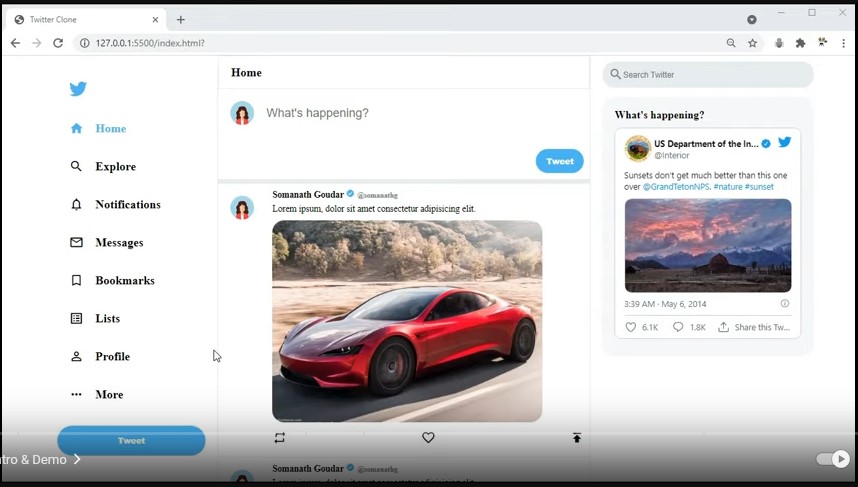 Twitter Clone
127.0.0.1:5500/index.html?
Home
Explore
Notifications
Messages
Bookmarks
Lists
Profile
More
Tweet
Home
What's happening?
Tweet
Somanath Goudar @somanathg
Lorem ipsum, dolor sit amet consectetur adipisicing elit.
Somanath Goudar @somanathg
Search Twitter
What's happening?
US Department of the In...
@Interior
Sunsets don't get much better than this one
over @GrandTetonNPS. #nature #sunset
3:39 AM · May 6, 2014
6.1K 1.8K Share this Tw...
ntro & Demo